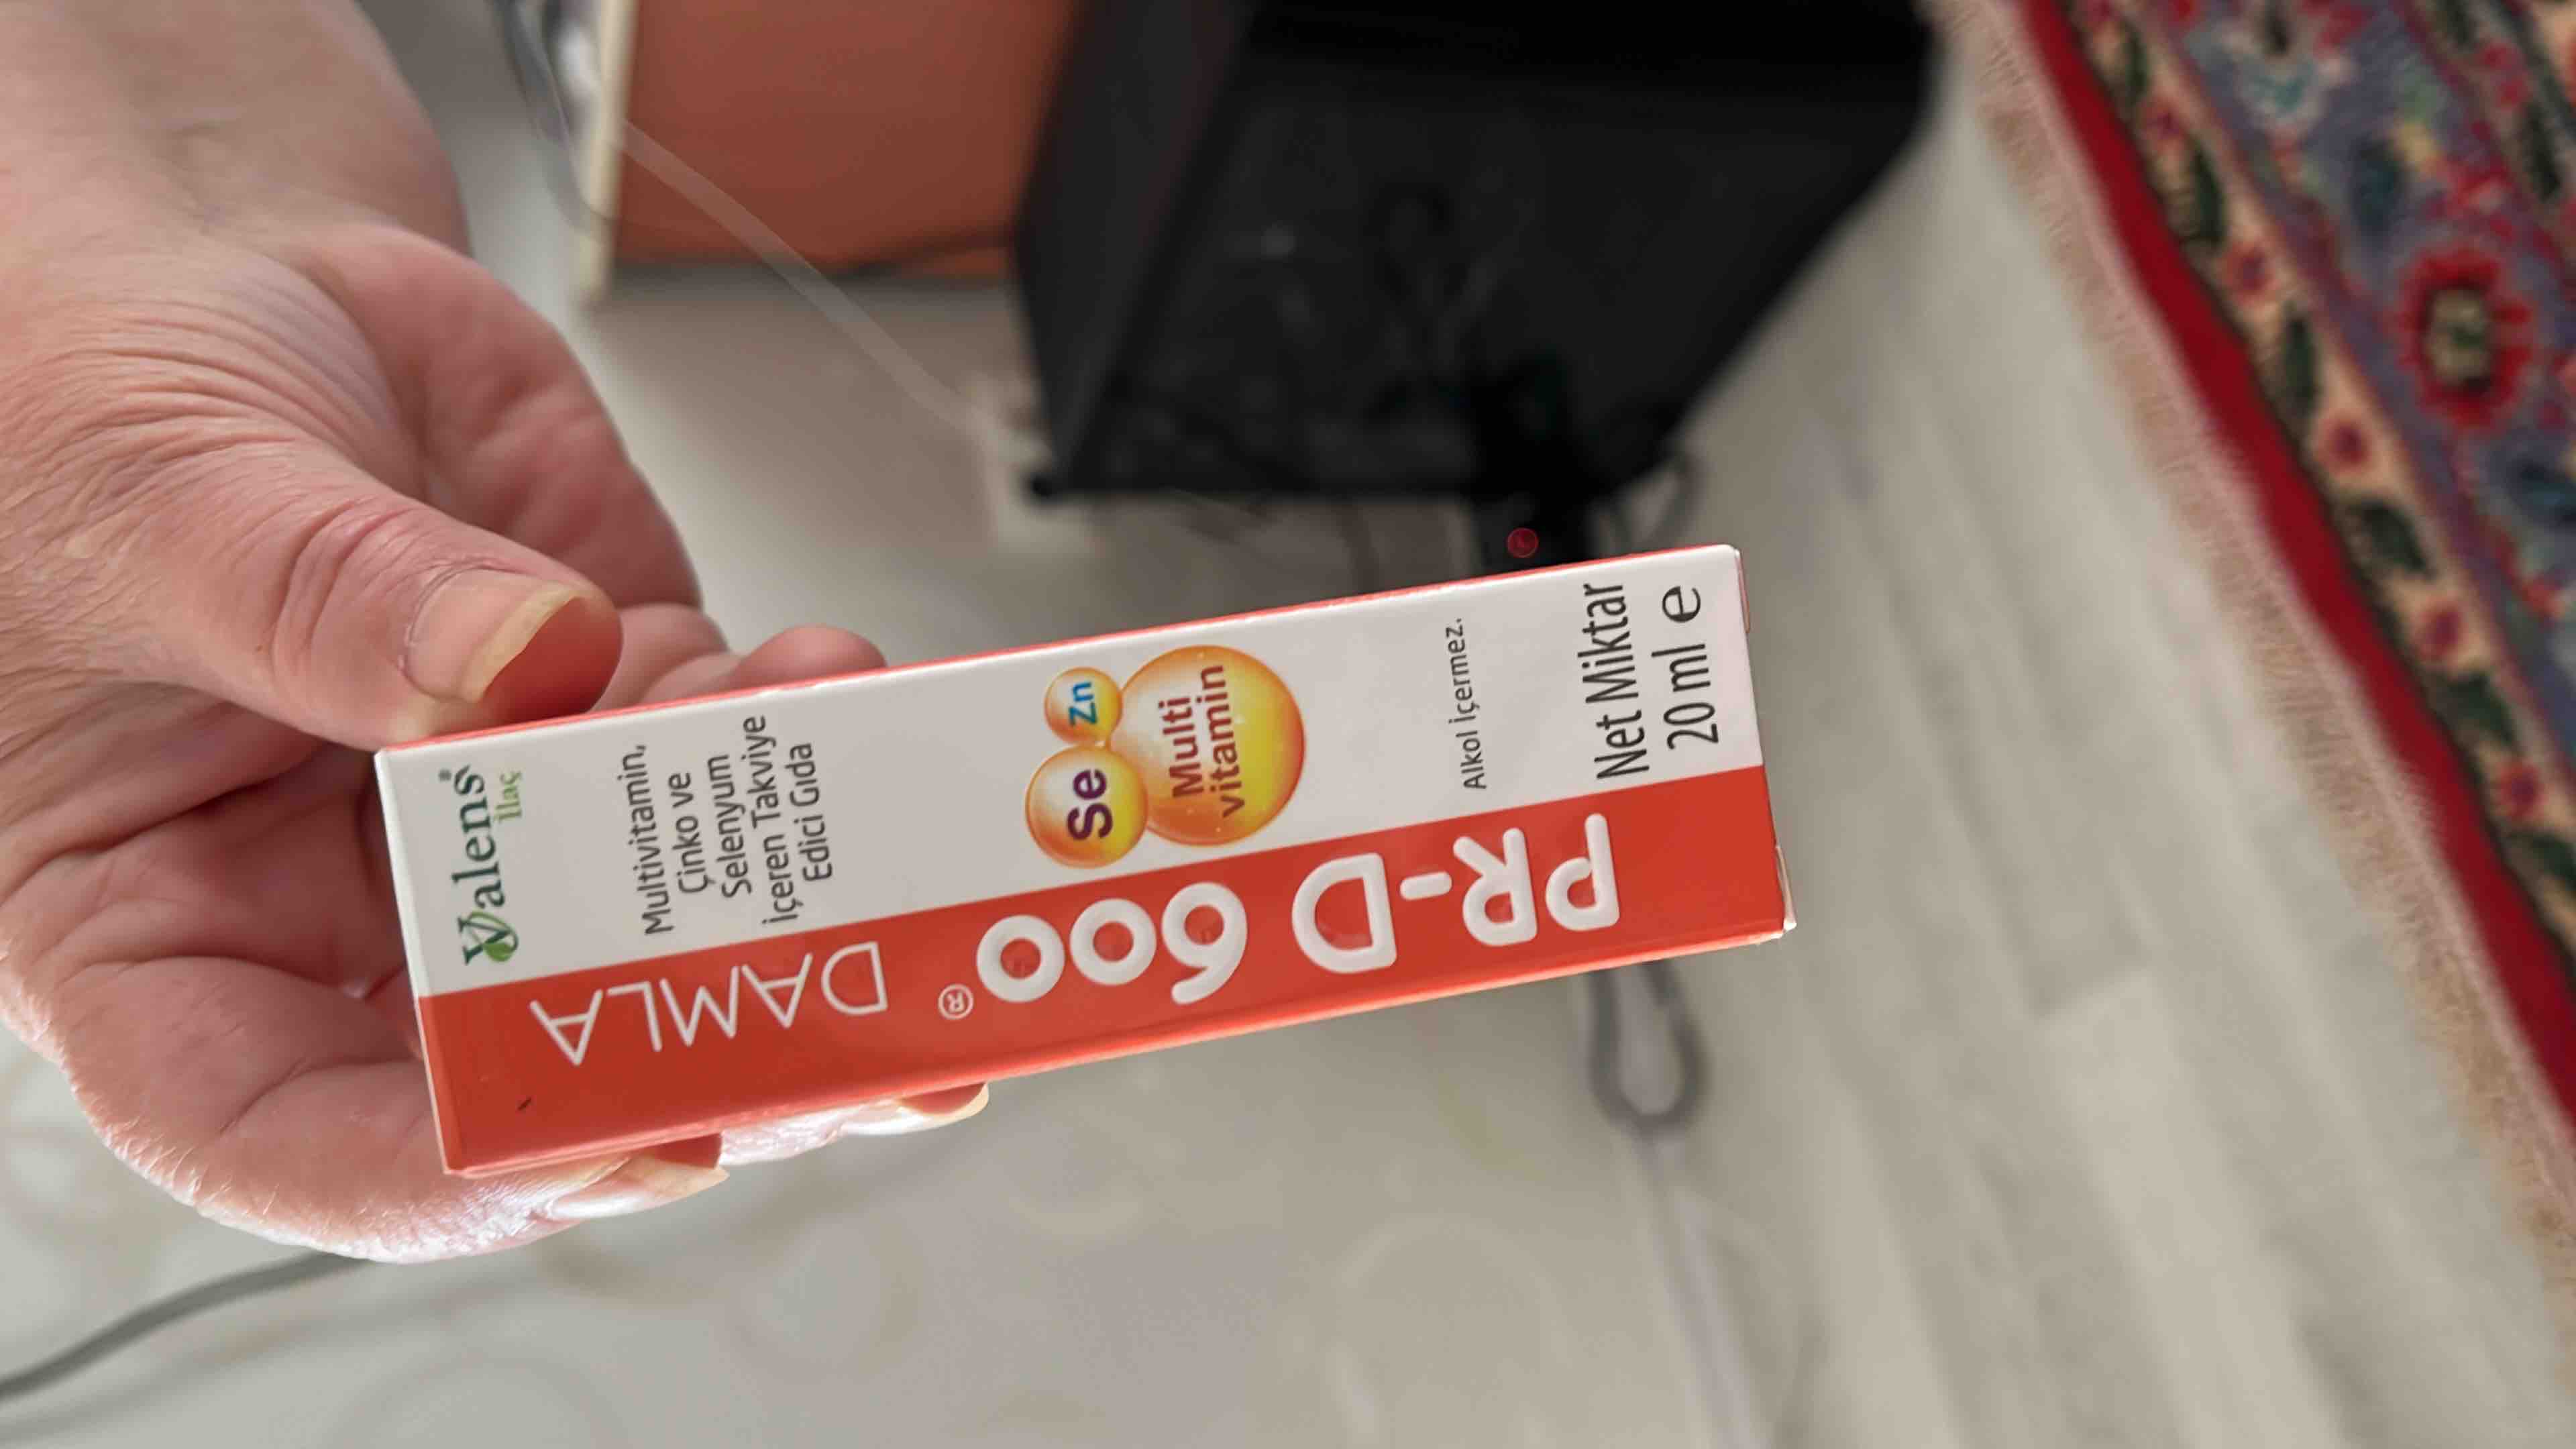 Valens®
İlaç
Multivitamin,
Çinko ve
Selenyum
İçeren Takviye
Edici Gıda
PR-D 600®
DAMLA
Se
Zn
Multi
vitamin
Alkol İçermez.
Net Miktar
20 ml e